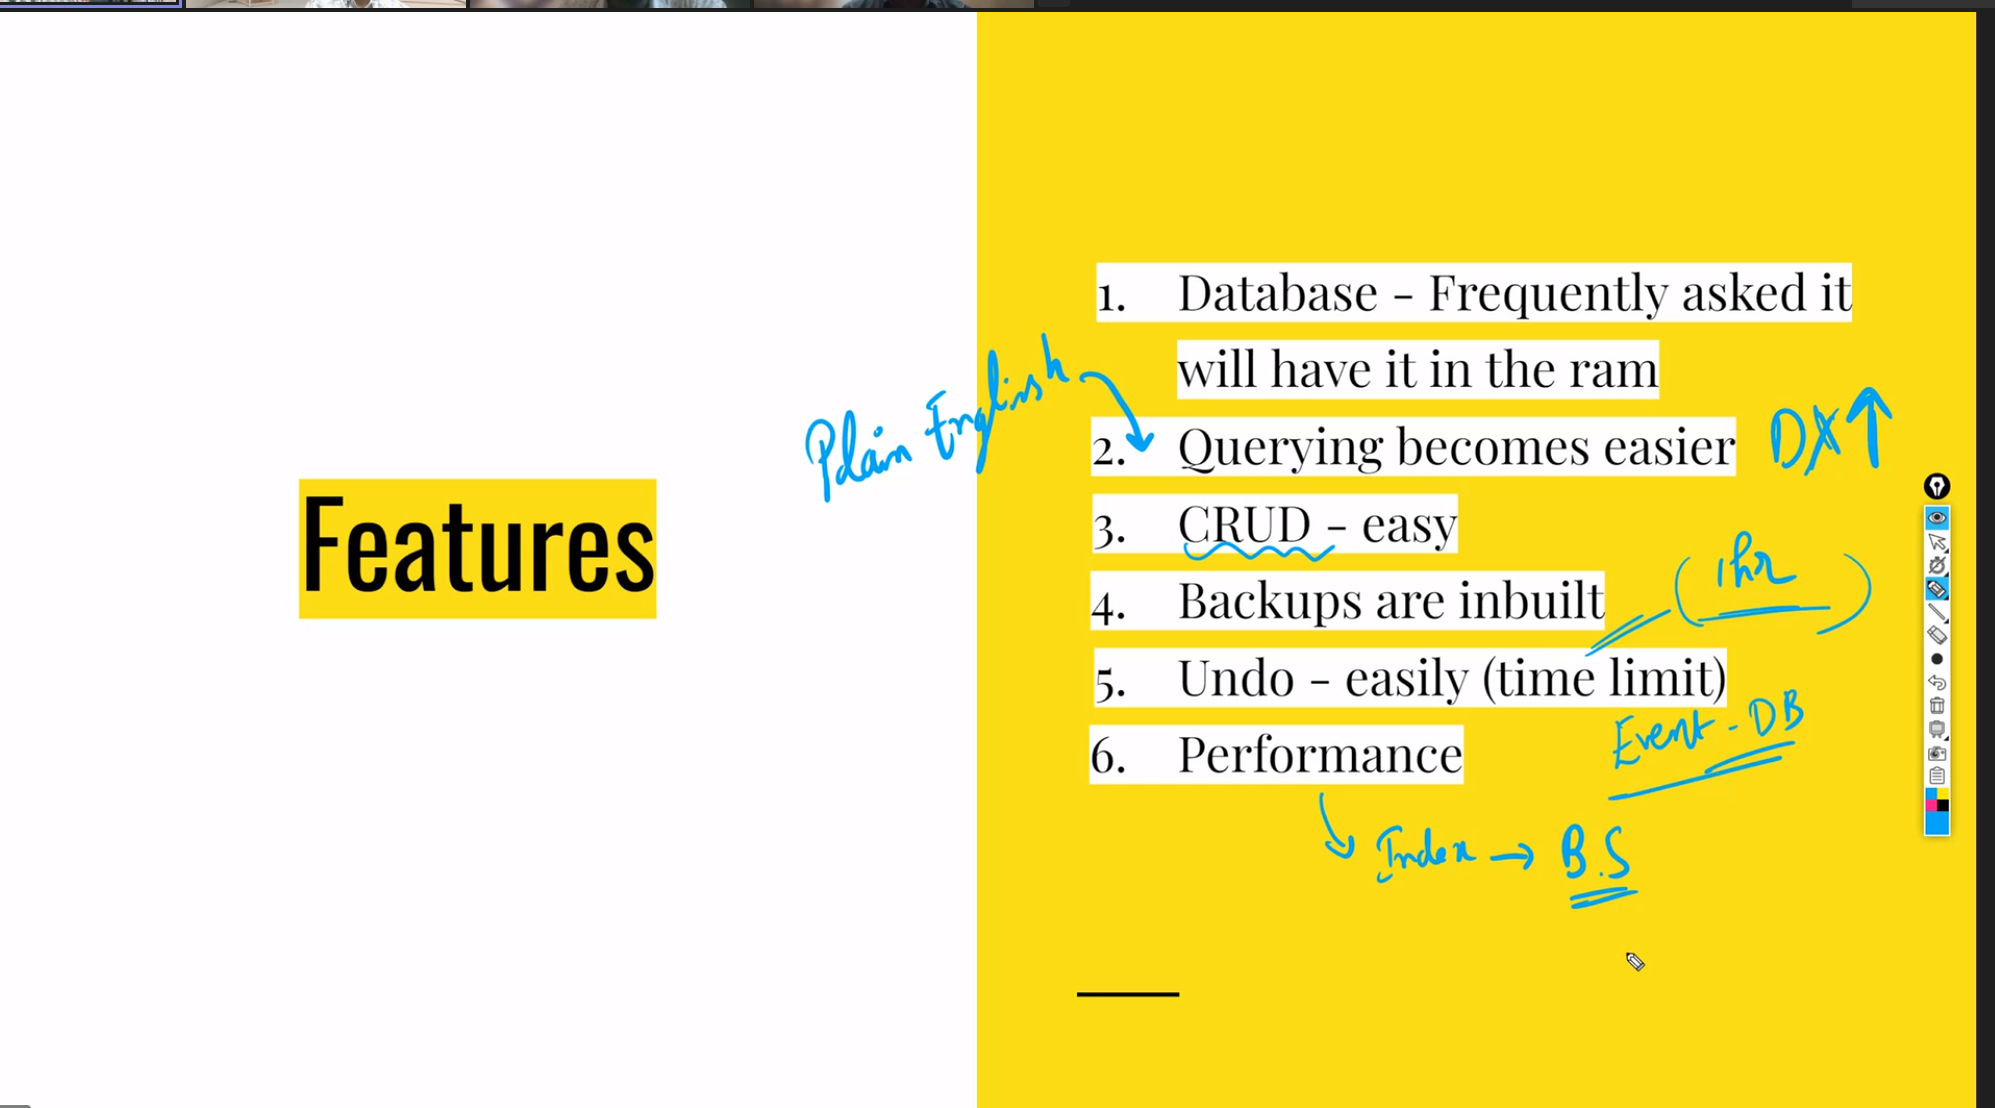 Features
1. Database - Frequently asked it
will have it in the ram
Plain English
2. Querying becomes easier DX
3. CRUD - easy
1hr
4. Backups are inbuilt
5. Undo - easily (time limit)
Event - DB
6. Performance
Index → B.S